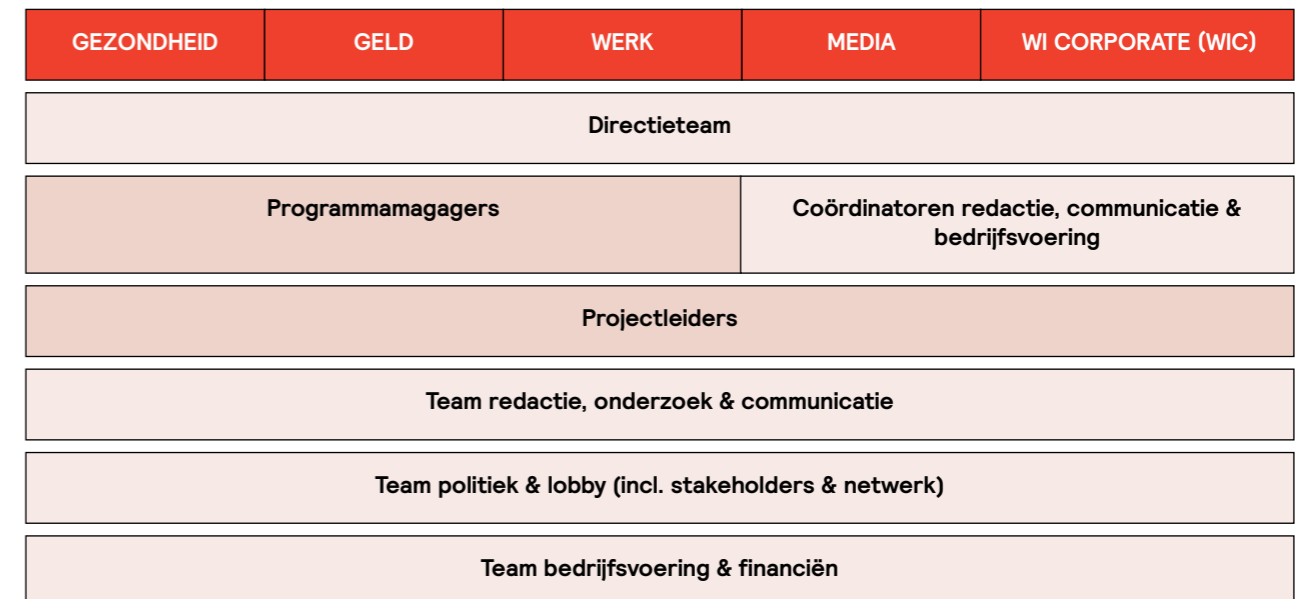 GEZONDHEID GELD WERK MEDIA WI CORPORATE (WIC)
Directieteam
Programmamagagers
Coördinatoren redactie, communicatie &
bedrijfsvoering
Projectleiders
Team redactie, onderzoek & communicatie
Team politiek & lobby (incl. stakeholders & netwerk)
Team bedrijfsvoering & financiën